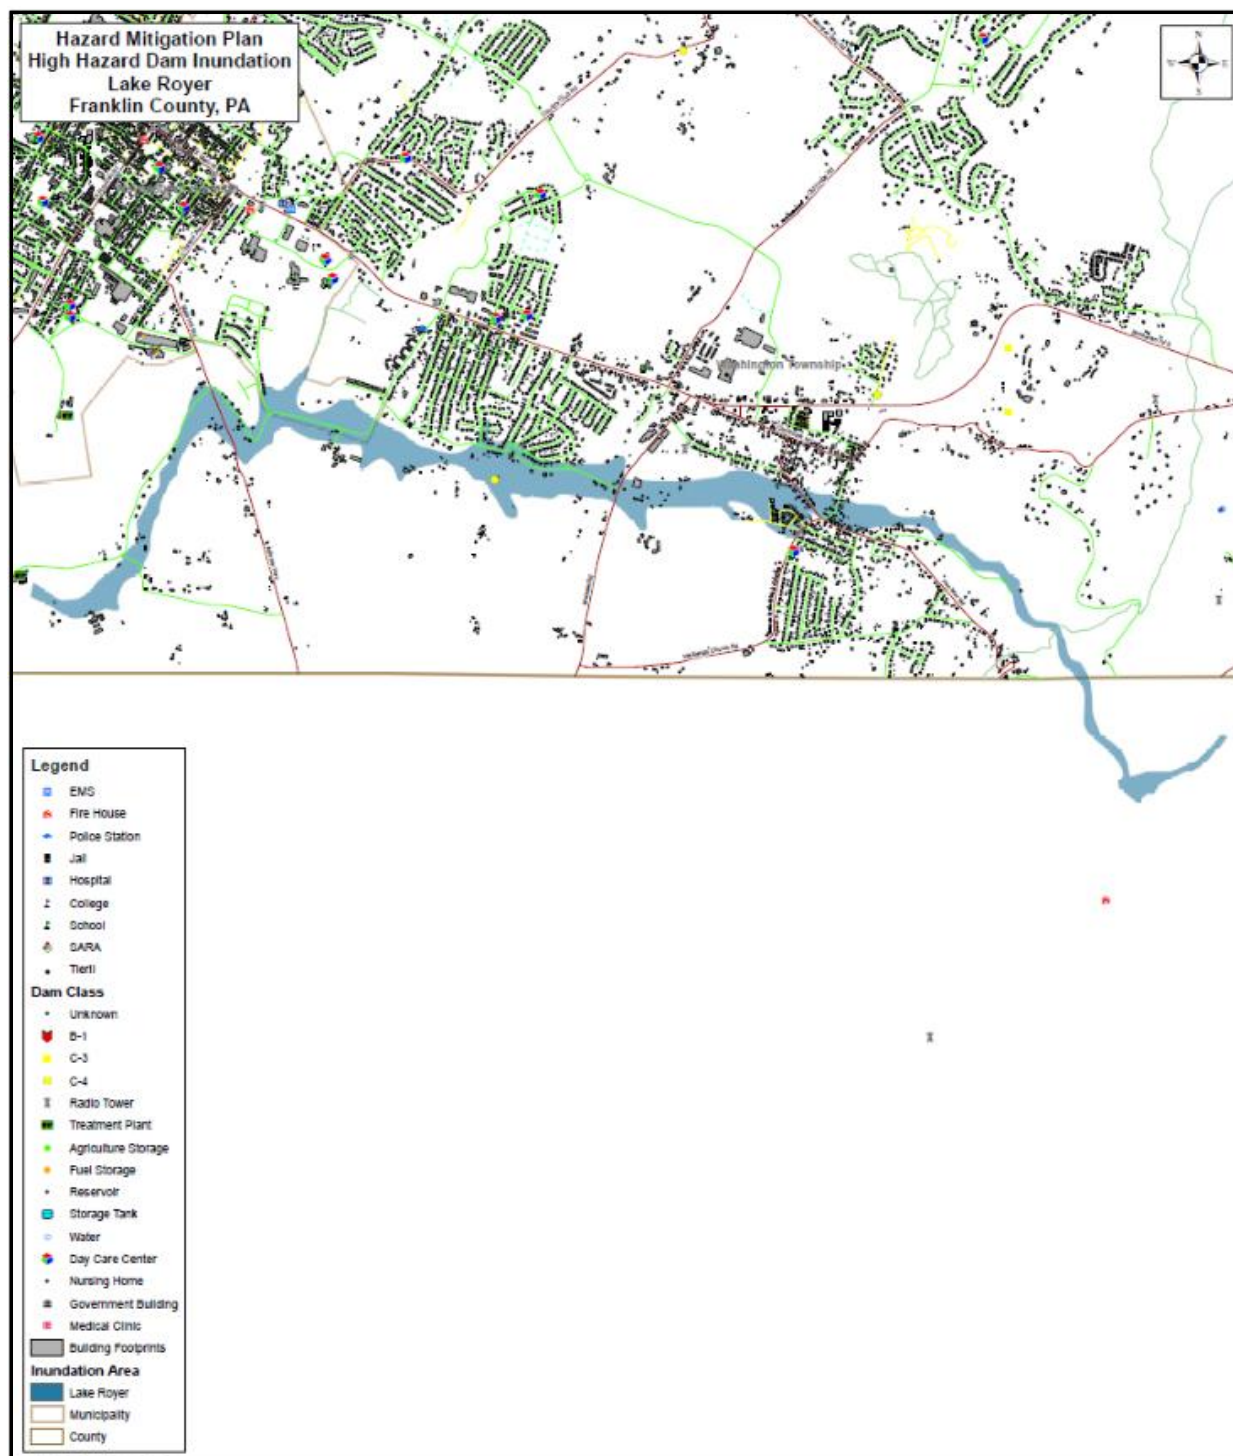 Hazard Mitigation Plan
High Hazard Dam Inundation
Lake Royer
Franklin County, PA
N
W
E
S
Washington Township
Legend
EMS
Fire House
Police Station
Jail
Hospital
College
School
SARA
TierII
Dam Class
Unknown
B-1
C-3
C-4
Radio Tower
Treatment Plant
Agriculture Storage
Fuel Storage
Reservoir
Storage Tank
Water
Day Care Center
Nursing Home
Government Building
Medical Clinic
Building Footprints
Inundation Area
Lake Royer
Municipality
County